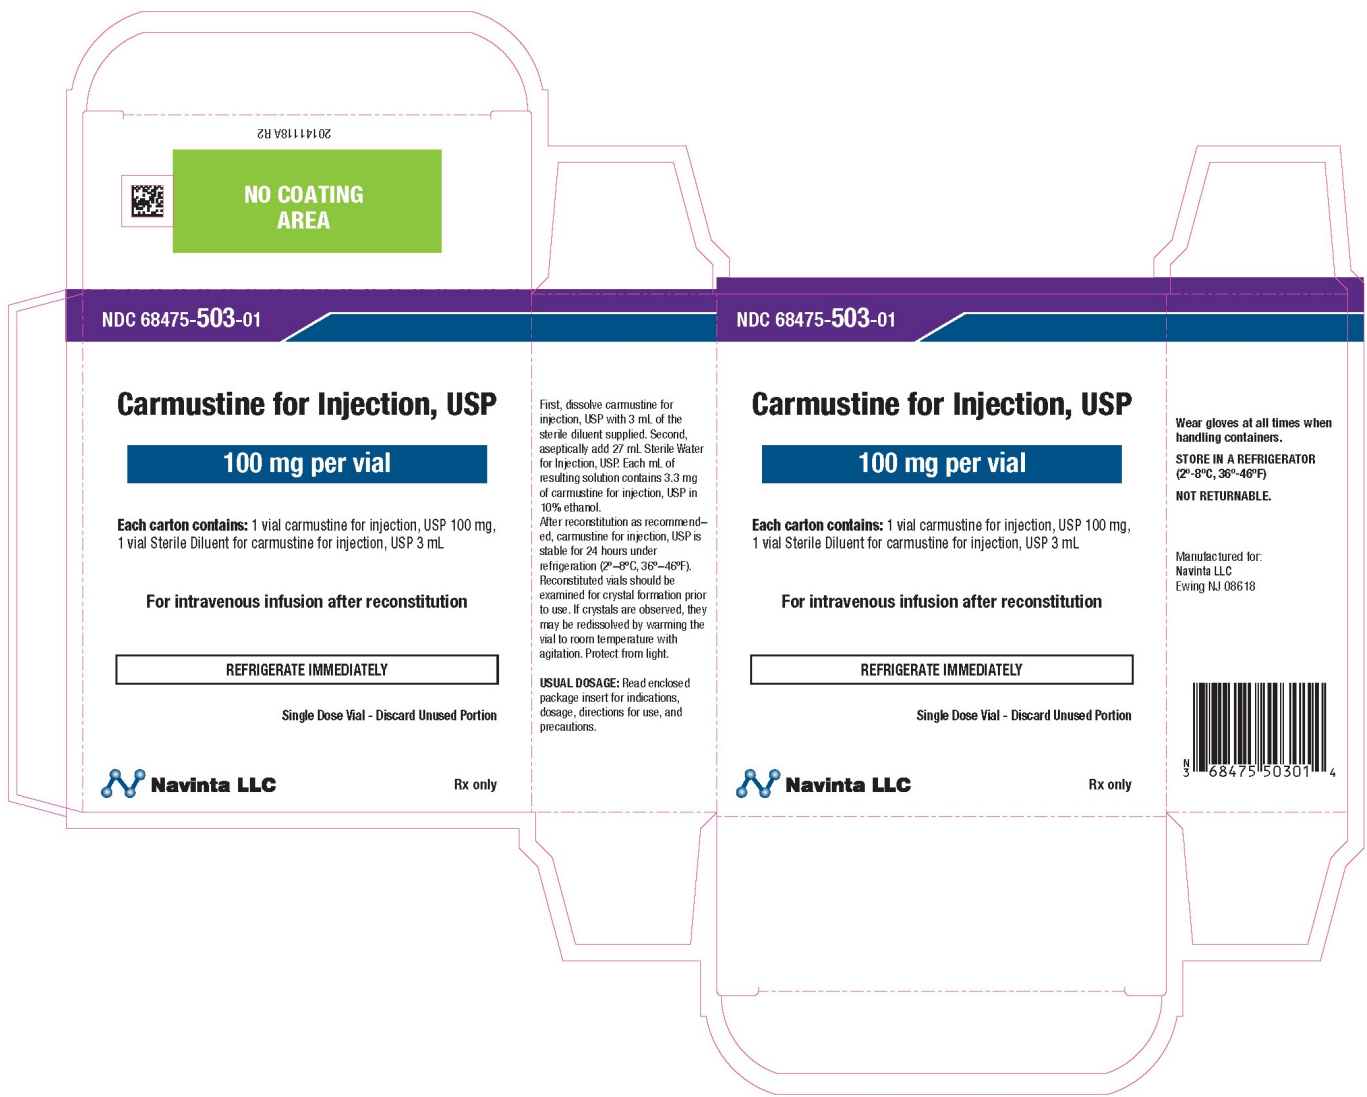 20141118A R2
NO COATING
AREA
NDC 68475-503-01
Carmustine for Injection, USP
100 mg per vial
Each carton contains: 1 vial carmustine for injection, USP 100 mg,
1 vial Sterile Diluent for carmustine for injection, USP 3 mL
For intravenous infusion after reconstitution
REFRIGERATE IMMEDIATELY
Single Dose Vial - Discard Unused Portion
Navinta LLC
Rx only
First, dissolve carmustine for
injection, USP with 3 mL of the
sterile diluent supplied. Second,
aseptically add 27 mL Sterile Water
for Injection, USP. Each mL of
resulting solution contains 3.3 mg
of carmustine for injection, USP in
10% ethanol.
After reconstitution as recommend–
ed, carmustine for injection, USP is
stable for 24 hours under
refrigeration (2º–8ºC, 36º–46ºF).
Reconstituted vials should be
examined for crystal formation prior
to use. If crystals are observed, they
may be redissolved by warming the
vial to room temperature with
agitation. Protect from light.
USUAL DOSAGE: Read enclosed
package insert for indications,
dosage, directions for use, and
precautions.
NDC 68475-503-01
Carmustine for Injection, USP
100 mg per vial
Each carton contains: 1 vial carmustine for injection, USP 100 mg,
1 vial Sterile Diluent for carmustine for injection, USP 3 mL
For intravenous infusion after reconstitution
REFRIGERATE IMMEDIATELY
Single Dose Vial - Discard Unused Portion
Navinta LLC
Rx only
Wear gloves at all times when
handling containers.
STORE IN A REFRIGERATOR
(2º-8ºC, 36º-46ºF)
NOT RETURNABLE.
Manufactured for:
Navinta LLC
Ewing NJ 08618
N
3 68475 50301 4